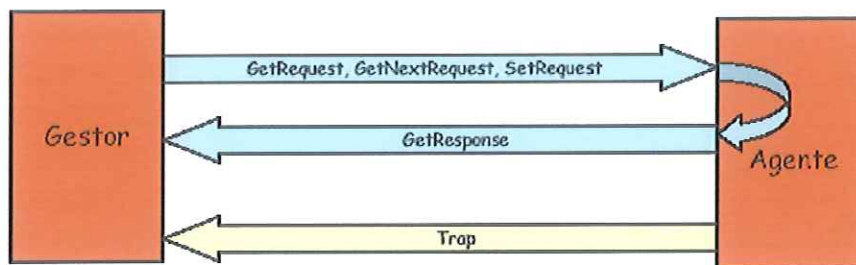 GetRequest, GetNextRequest, SetRequest
Gestor
GetResponse
Agente
Trap